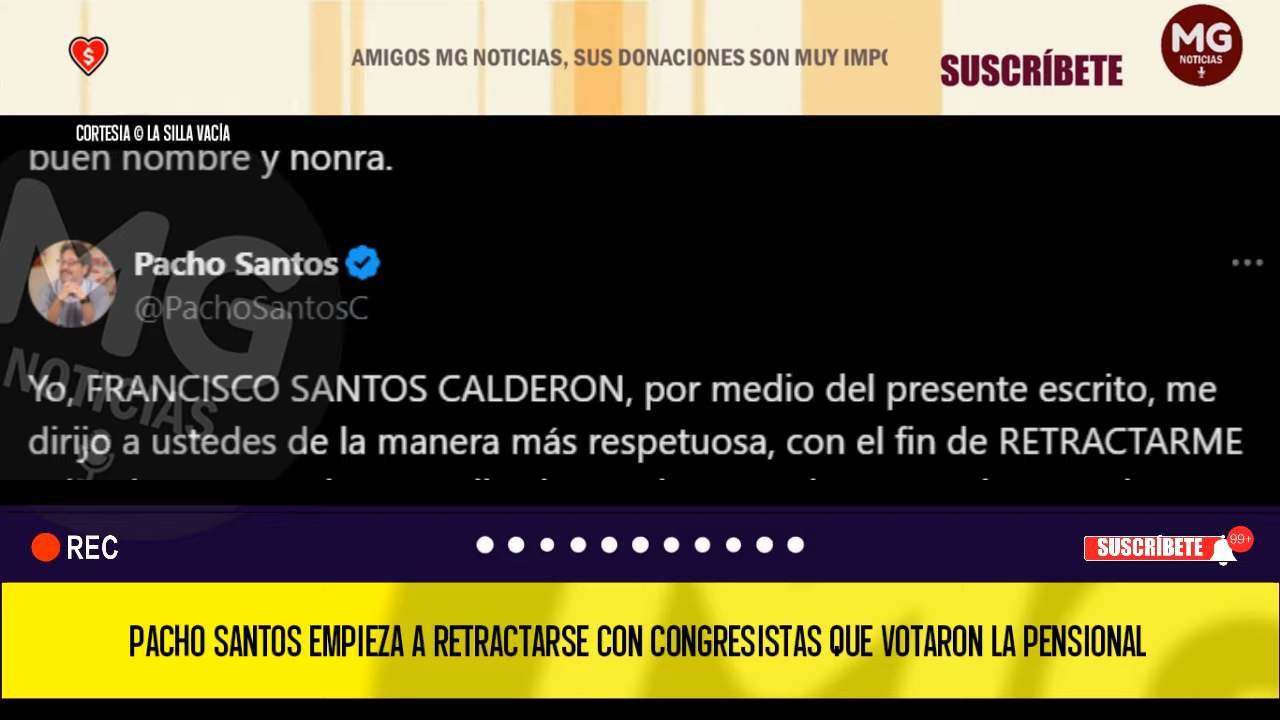 AMIGOS MG NOTICIAS, SUS DONACIONES SON MUY
SUSCRÍBETE
MG
NOTICIAS
CORTESIA © LA SILLA VACÍA
buen nombre y honra.
Pacho Santos
@PachoSantosC
Yo, FRANCISCO SANTOS CALDERON, por medio del presente escrito, me
dirijo a ustedes de la manera más respetuosa, con el fin de RETRACTARME
MG
NOTICIAS
REC
SUSCRÍBETE
99+
PACHO SANTOS EMPIEZA A RETRACTARSE CON CONGRESISTAS QUE VOTARON LA PENSIONAL